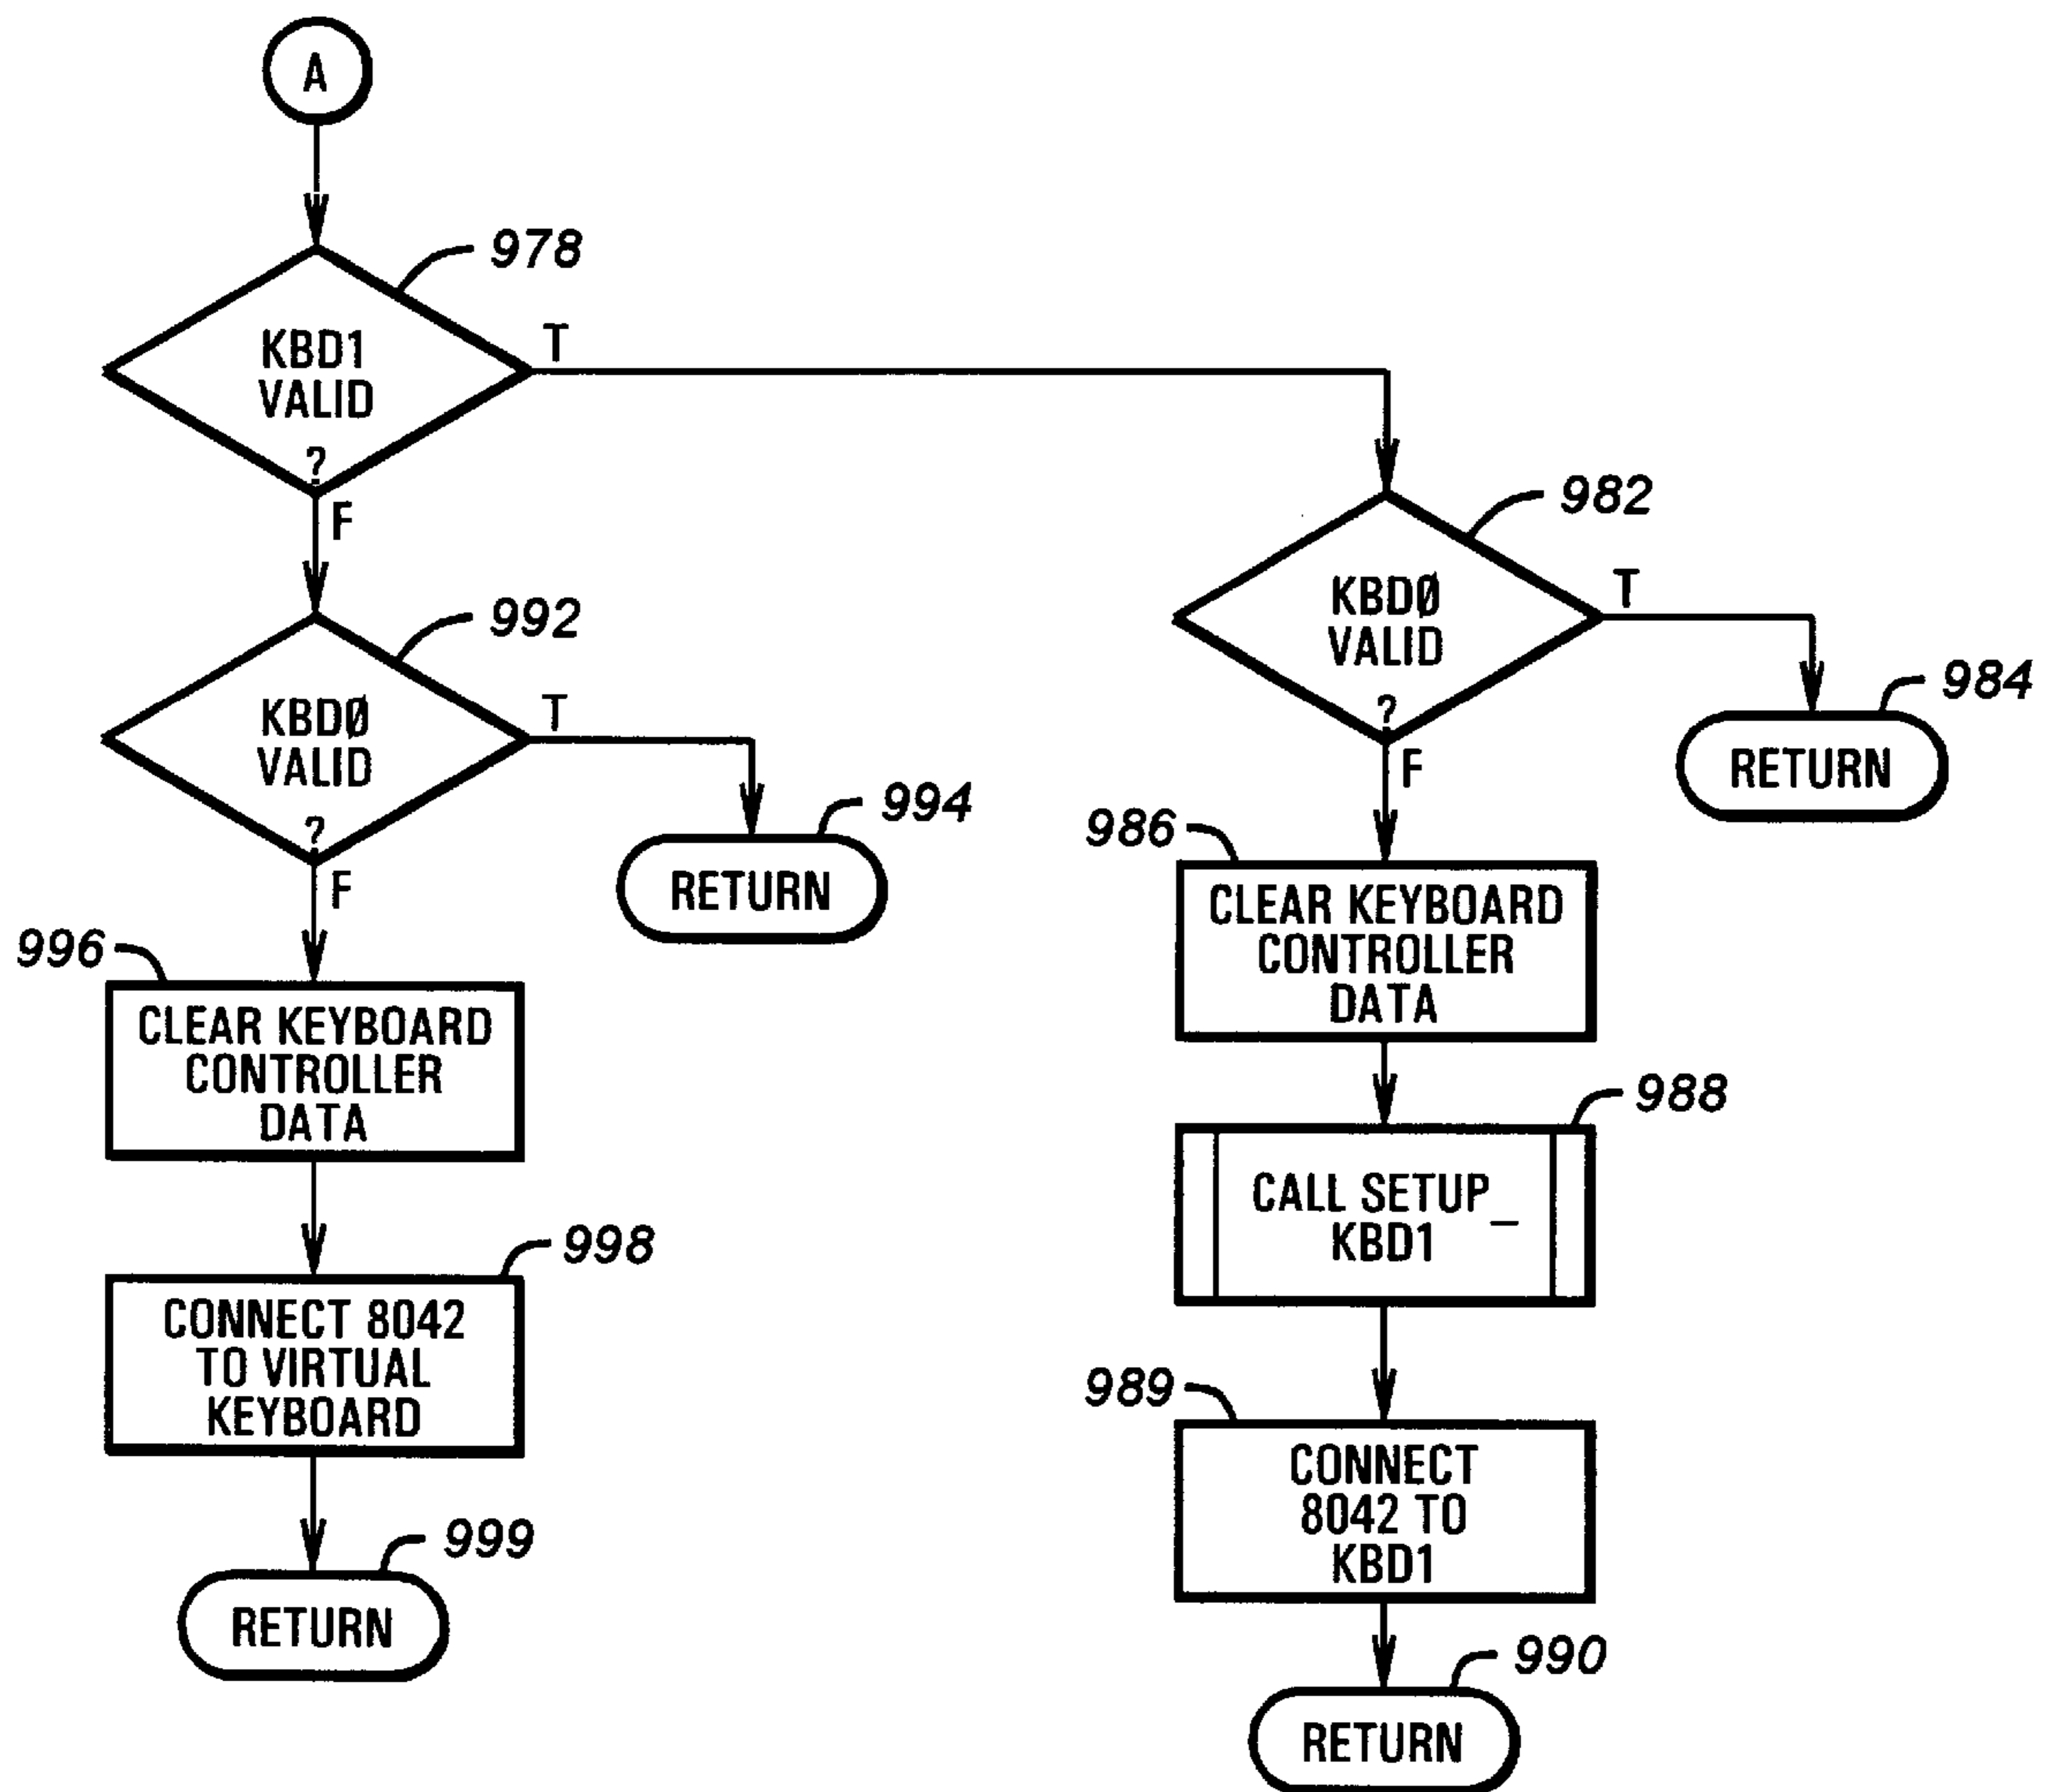 A
978
KBD1
VALID
?
T
F
982
KBDØ
VALID
?
T
F
984
RETURN
992
KBDØ
VALID
?
T
F
994
RETURN
986
CLEAR KEYBOARD
CONTROLLER
DATA
996
CLEAR KEYBOARD
CONTROLLER
DATA
988
CALL SETUP_
KBD1
998
CONNECT 8042
TO VIRTUAL
KEYBOARD
989
CONNECT
8042 TO
KBD1
999
RETURN
990
RETURN